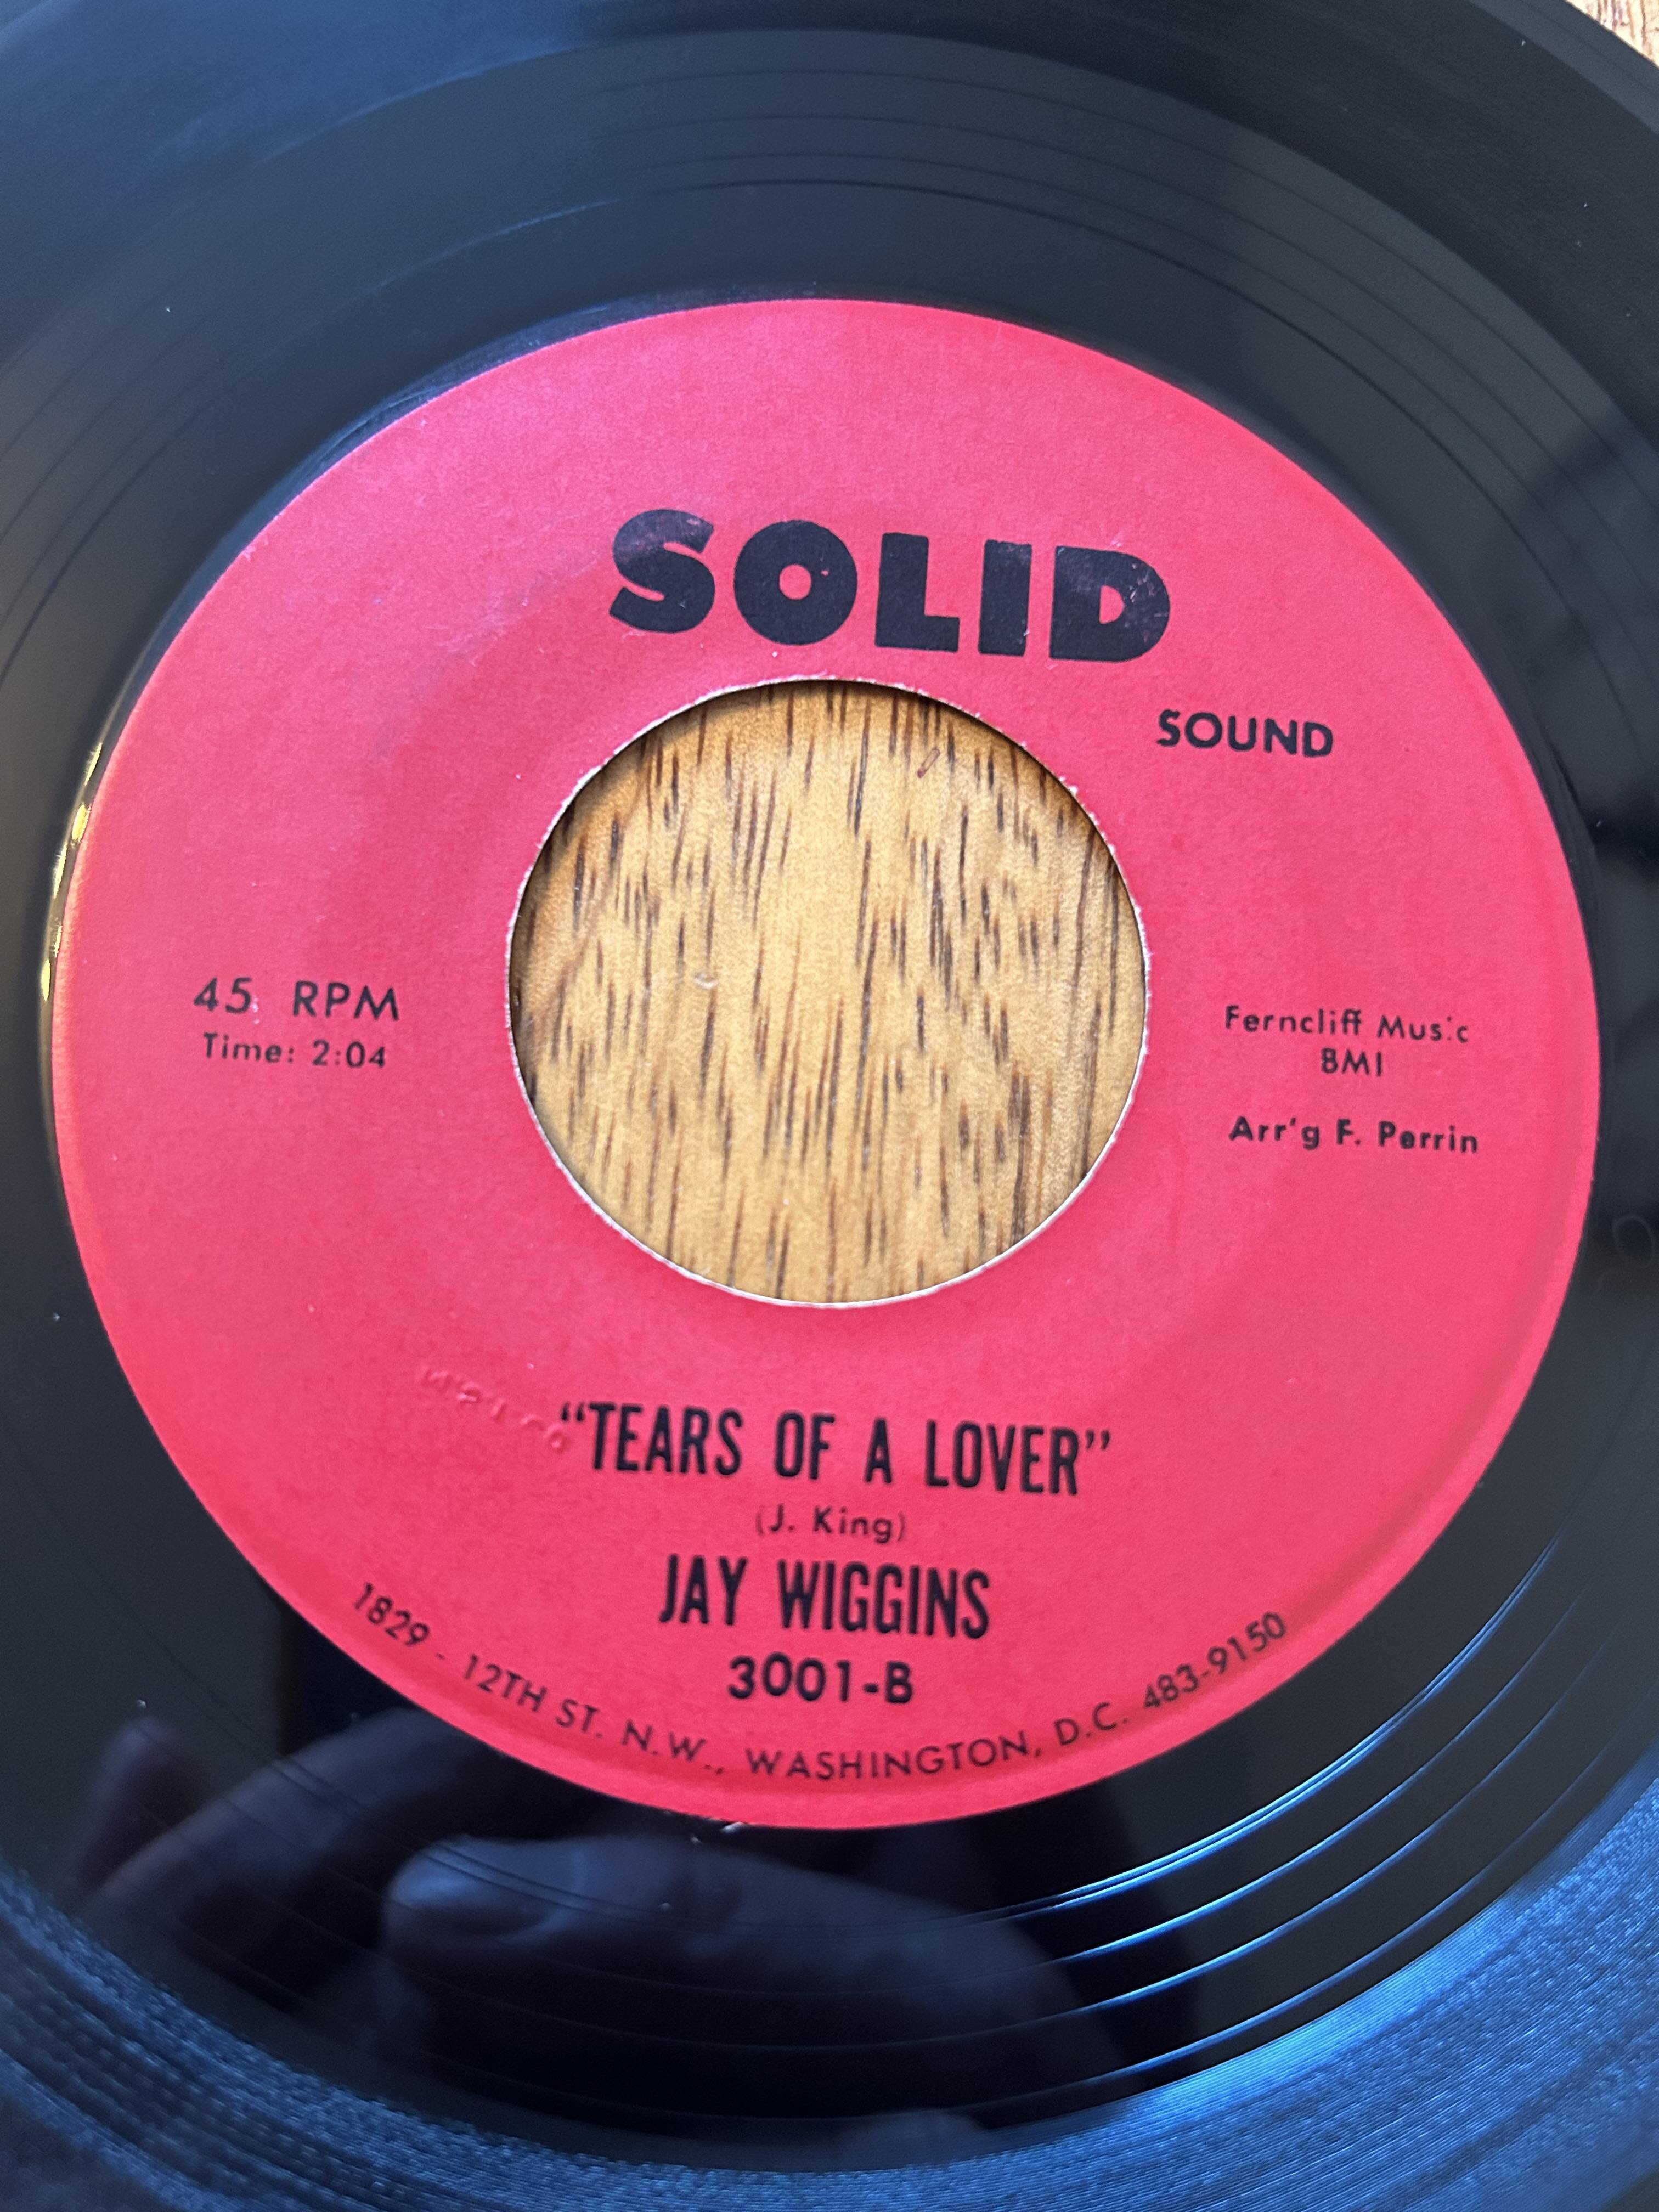 SOLID
SOUND
45 RPM
Time: 2:04
Ferncliff Music
BMI
Arr'g F. Perrin
"TEARS OF A LOVER"
(J. King)
JAY WIGGINS
3001-B
1829 - 12TH ST. N.W., WASHINGTON, D.C. 483-9150